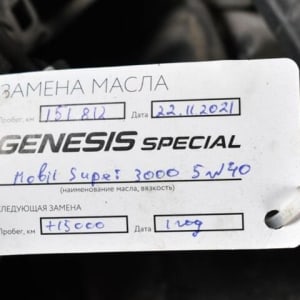 ЗАМЕНА МАСЛА
Пробег, км 151 812 Дата 22.11.2021
GENESIS SPECIAL
Mobil Super 3000 5w40
(наименование масла, вязкость)
СЛЕДУЮЩАЯ ЗАМЕНА
Пробег, км +13000 Дата 1 год